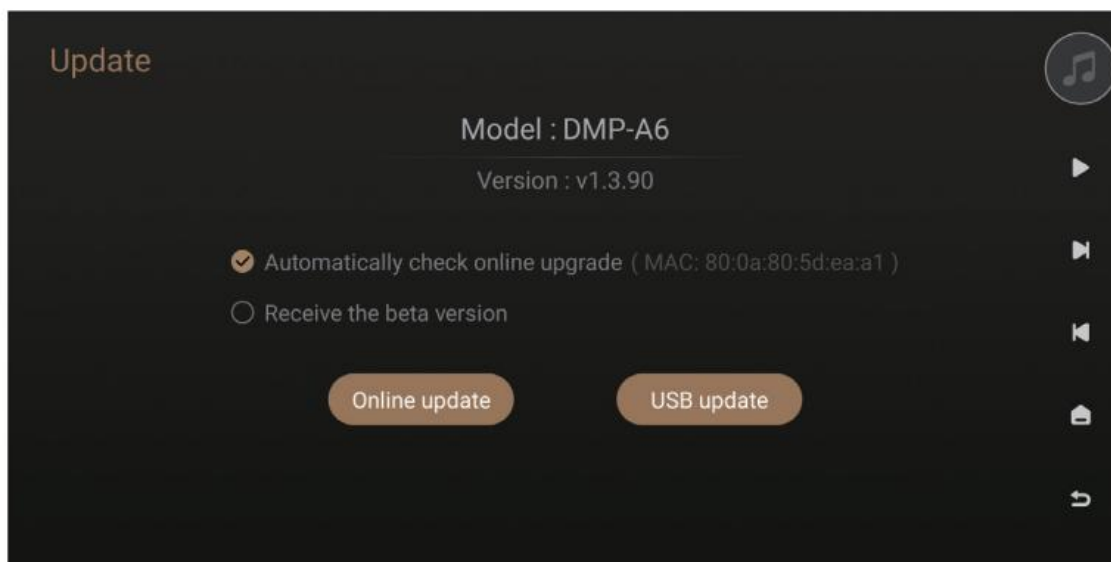 Update
Model : DMP-A6
Version : v1.3.90
Automatically check online upgrade ( MAC: 80:0a:80:5d:ea:a1 )
Receive the beta version
Online update
USB update